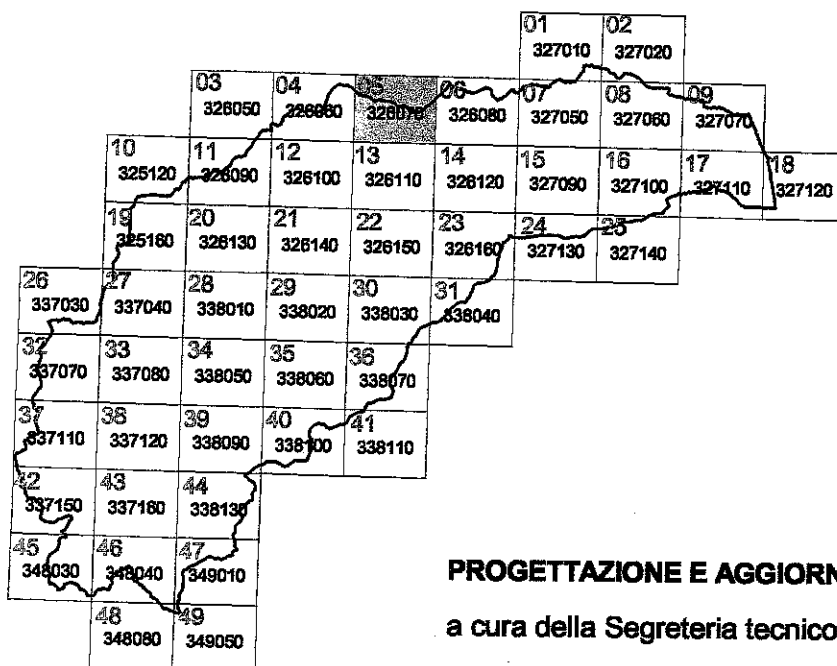 01 02
327010 327020
03 04 05 06 07 08 09
326050 326060 326070 326080 327050 327060 327070
10 11 12 13 14 15 16 17 18
325120 326090 326100 326110 326120 327090 327100 327110 327120
19 20 21 22 23 24 25
325160 326130 326140 326150 326160 327130 327140
26 27 28 29 30 31
337030 337040 338010 338020 338030 338040
32 33 34 35 36
337070 337080 338050 338060 338070
37 38 39 40 41
337110 337120 338090 338100 338110
42 43 44
337150 337160 338130
45 46 47
348030 348040 349010
48 49
348080 349050
PROGETTAZIONE E AGGIORN
a cura della Segreteria tecnico